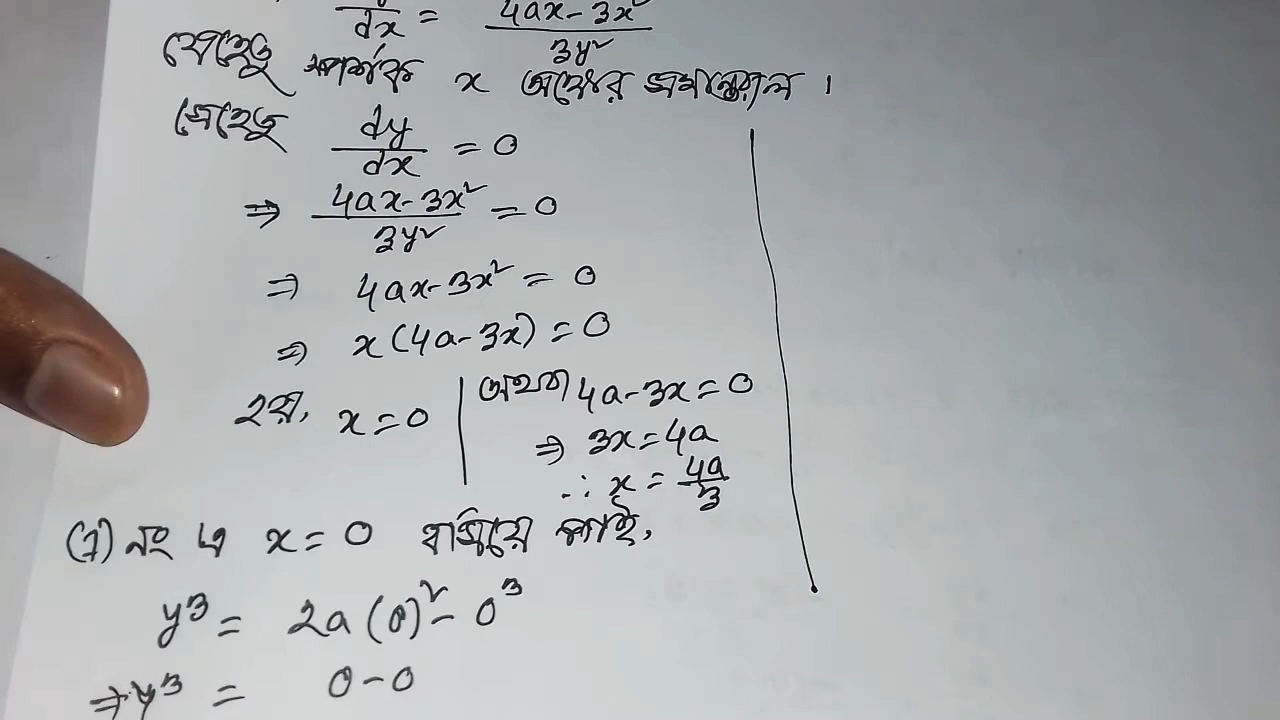 dy/dx = (4ax - 3x²)/(3y²)
যেহেতু স্পর্শক x অক্ষের সমান্তরাল ।
সেহেতু dy/dx = 0
⇒ (4ax - 3x²)/(3y²) = 0
⇒ 4ax - 3x² = 0
⇒ x(4a - 3x) = 0
হয়, x = 0 | অথবা 4a - 3x = 0
⇒ 3x = 4a
∴ x = 4a/3
(1) নং এ x = 0 বসিয়ে পাই,
y³ = 2a(0)² - 0³
⇒ y³ = 0 - 0